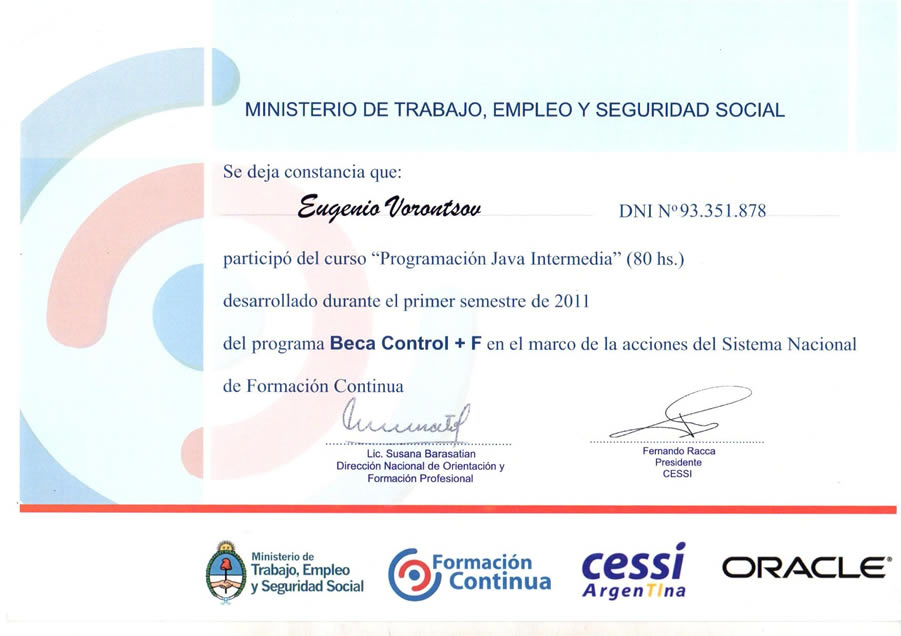 MINISTERIO DE TRABAJO, EMPLEO Y SEGURIDAD SOCIAL
Se deja constancia que:
Eugenio Vorontsov DNI Nº 93.351.878
participó del curso “Programación Java Intermedia” (80 hs.)
desarrollado durante el primer semestre de 2011
del programa Beca Control + F en el marco de la acciones del Sistema Nacional
de Formación Continua
Lic. Susana Barasatian
Dirección Nacional de Orientación y
Formación Profesional
Fernando Racca
Presidente
CESSI
Ministerio de
Trabajo, Empleo
y Seguridad Social
Formación
Continua
cessi
ArgenTIna
ORACLE®